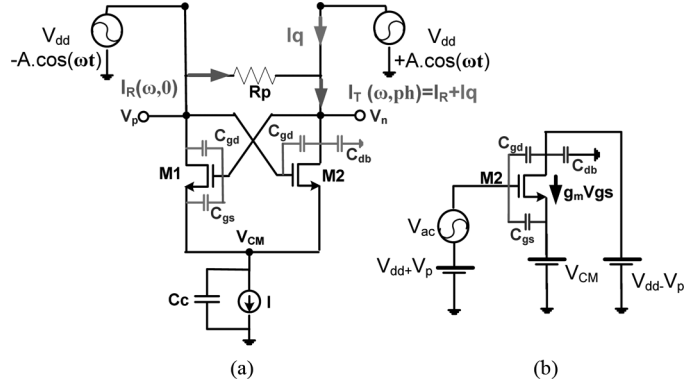 Vdd
-A.cos(ωt)
Iq
Vdd
+A.cos(ωt)
IR(ω,0)
Rp
IT (ω,ph)=IR+Iq
Vp
Vn
Cgd
Cgd
Cdb
M1
M2
Cgs
VCM
Cc
I
(a)
Cgd
Cdb
M2
gmVgs
Vac
Cgs
Vdd+Vp
VCM
Vdd-Vp
(b)